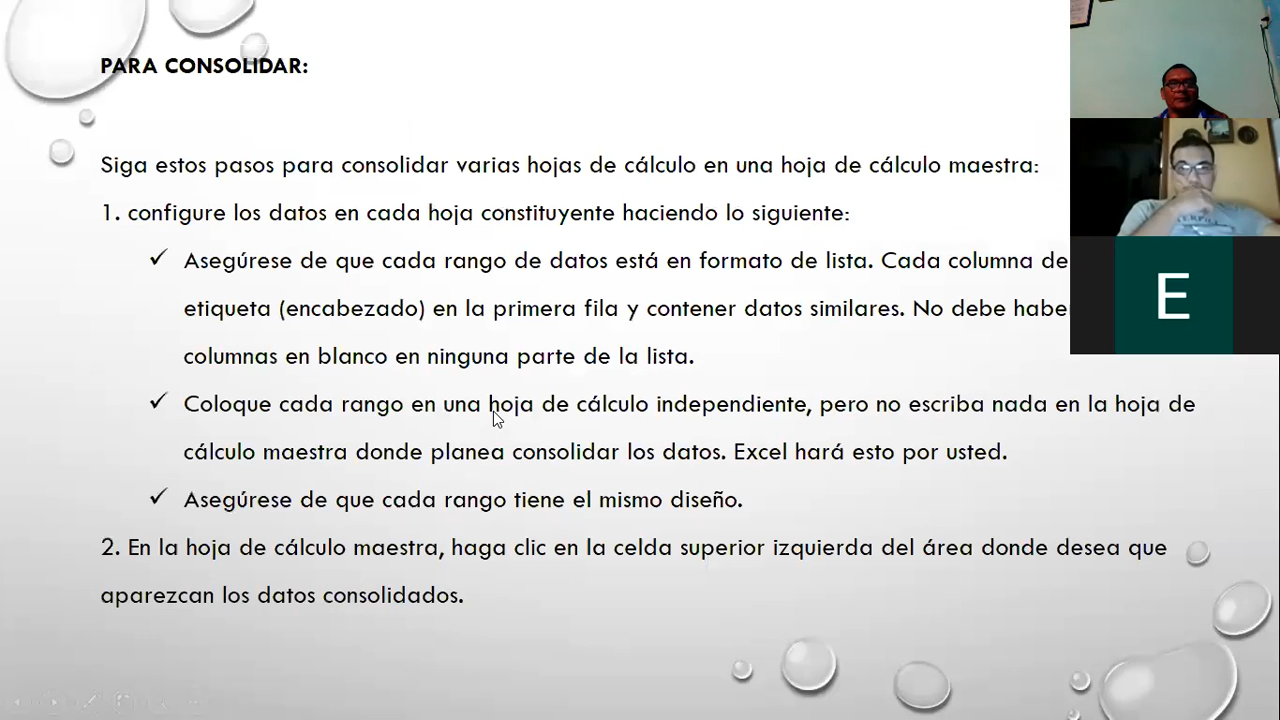 PARA CONSOLIDAR:
Siga estos pasos para consolidar varias hojas de cálculo en una hoja de cálculo maestra:
1. configure los datos en cada hoja constituyente haciendo lo siguiente:
✓ Asegúrese de que cada rango de datos está en formato de lista. Cada columna de
etiqueta (encabezado) en la primera fila y contener datos similares. No debe habe
columnas en blanco en ninguna parte de la lista.
✓ Coloque cada rango en una hoja de cálculo independiente, pero no escriba nada en la hoja de
cálculo maestra donde planea consolidar los datos. Excel hará esto por usted.
✓ Asegúrese de que cada rango tiene el mismo diseño.
2. En la hoja de cálculo maestra, haga clic en la celda superior izquierda del área donde desea que
aparezcan los datos consolidados.
E